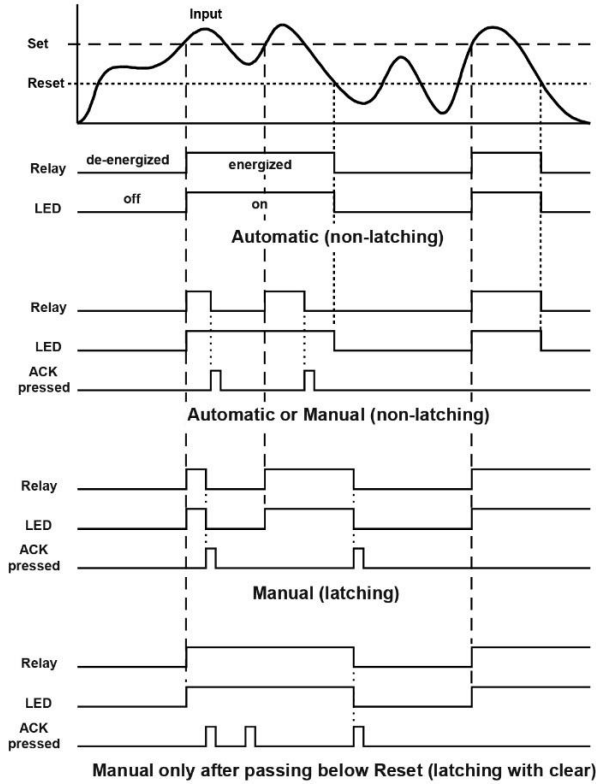 Input
Set
Reset
de-energized
energized
Relay
off
on
LED
Automatic (non-latching)
Relay
LED
ACK
pressed
Automatic or Manual (non-latching)
Relay
LED
ACK
pressed
Manual (latching)
Relay
LED
ACK
pressed
Manual only after passing below Reset (latching with clear)